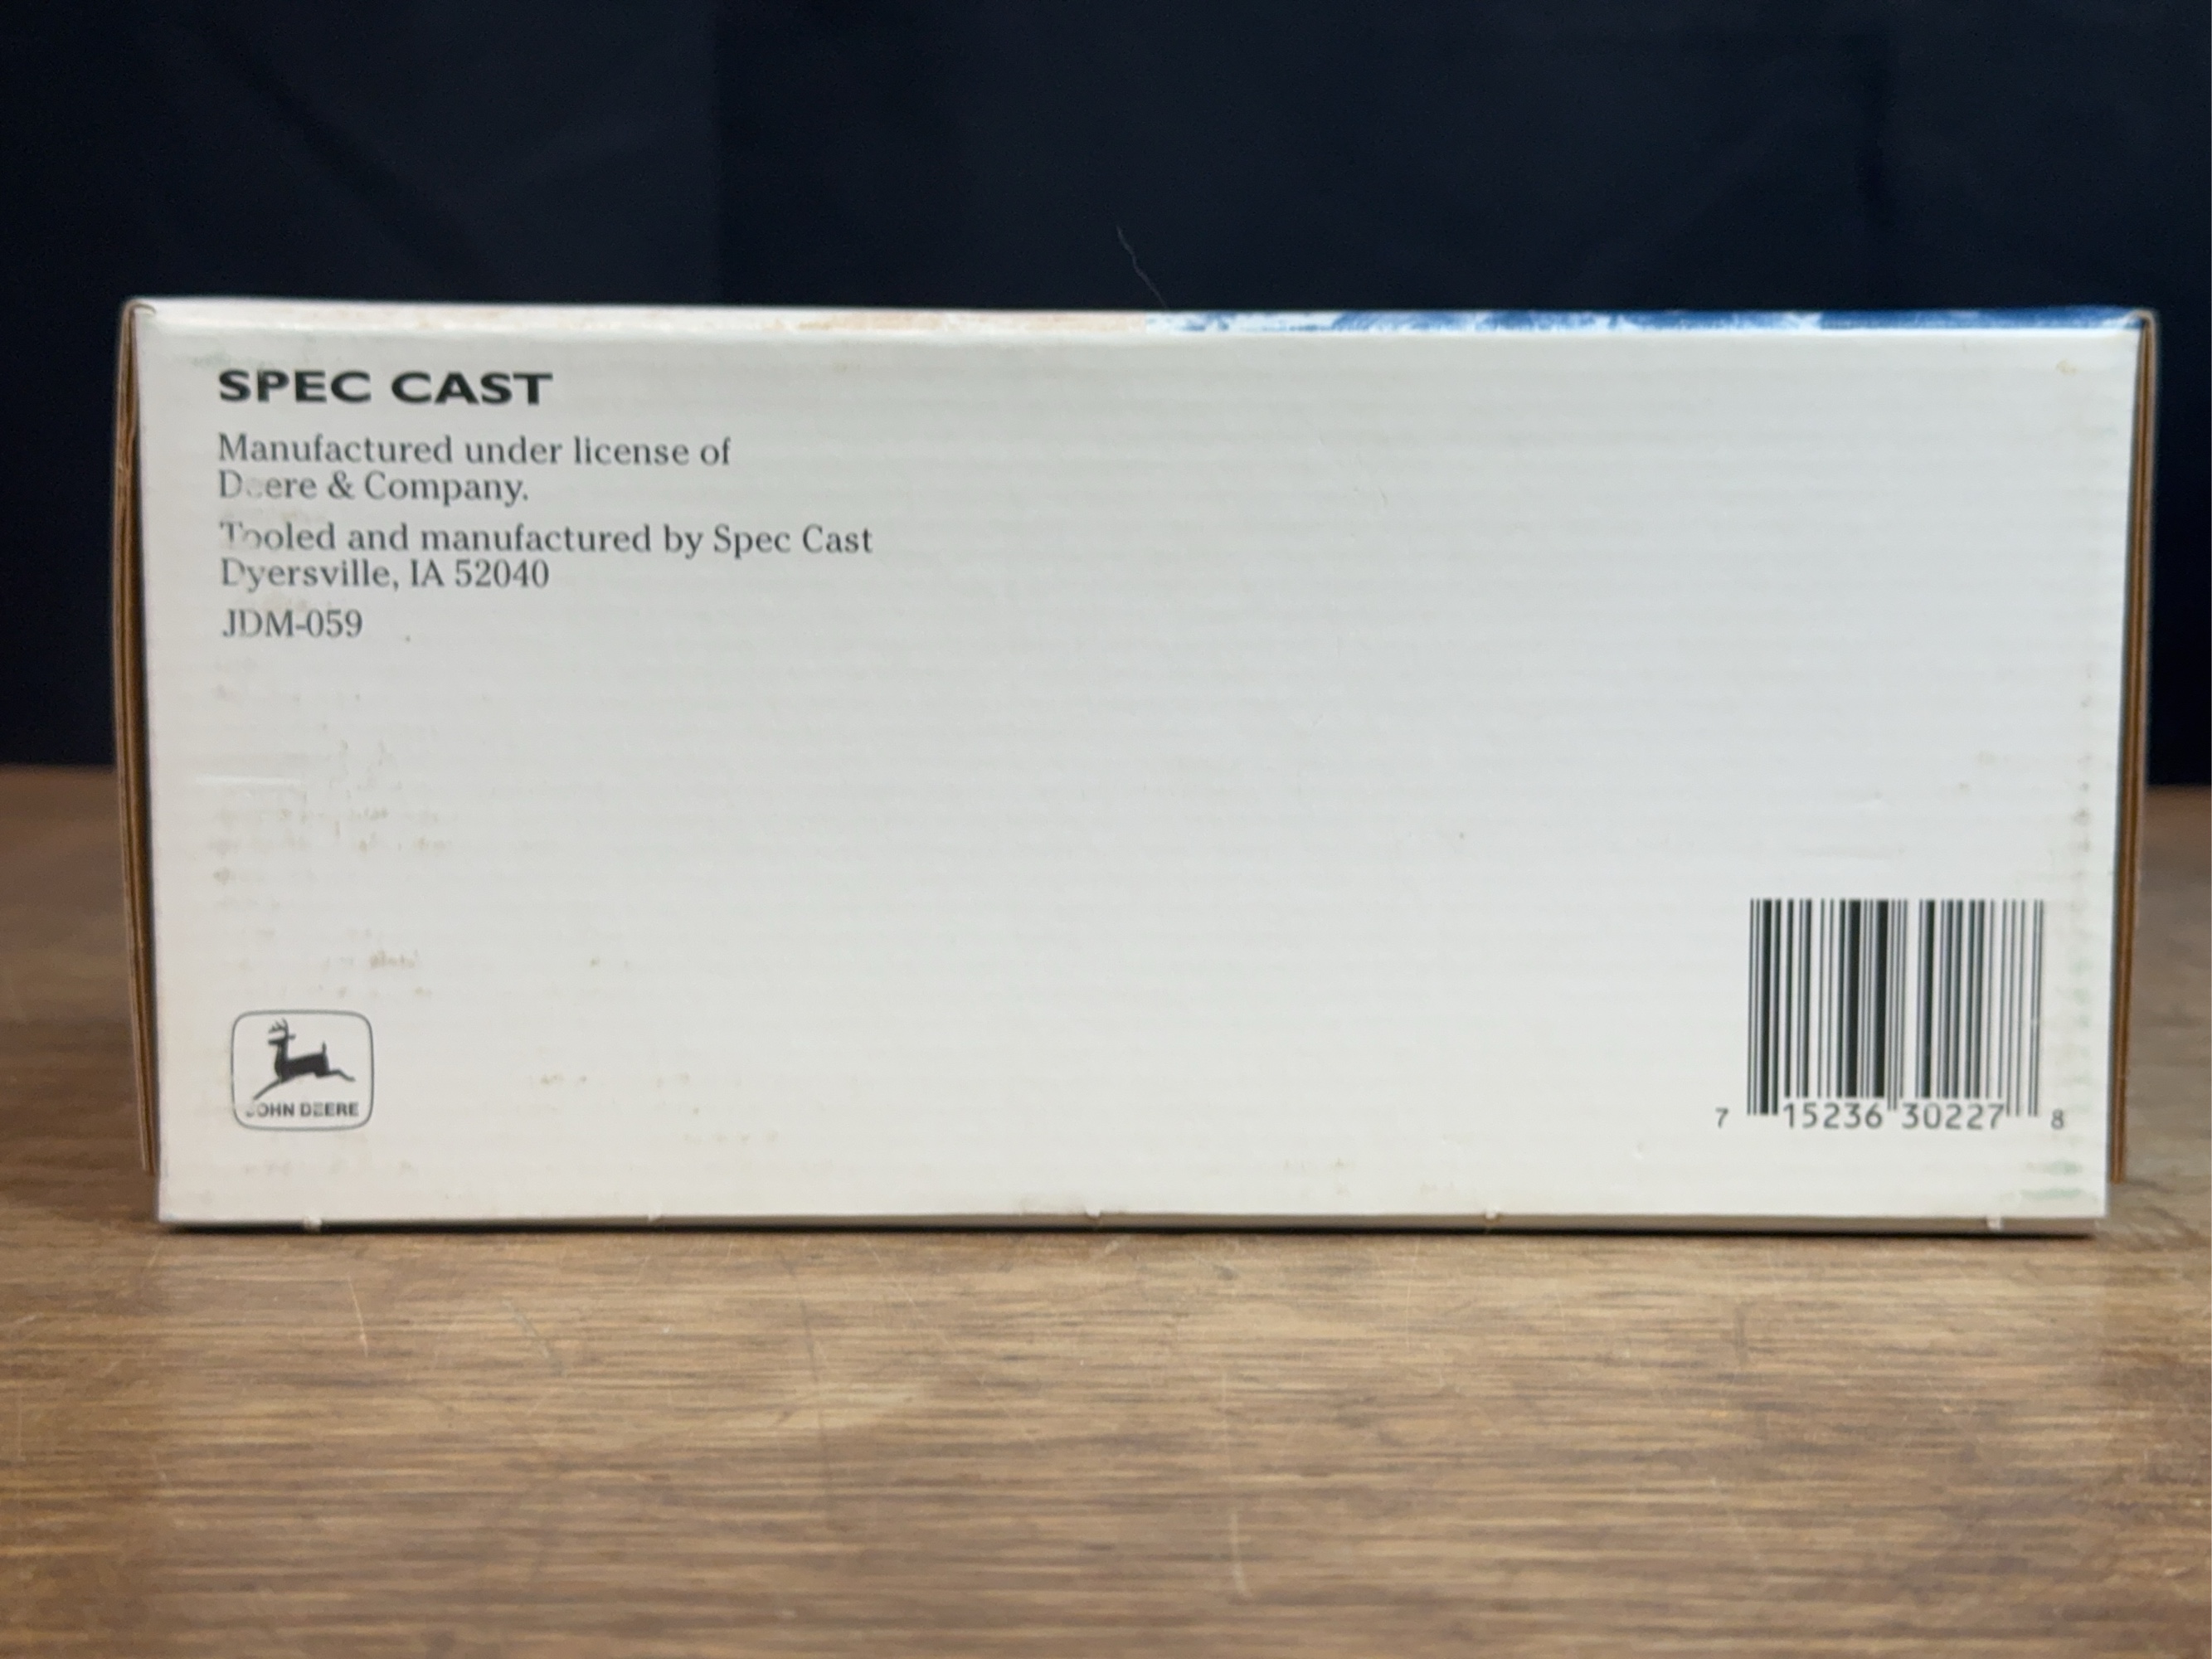 SPEC CAST
Manufactured under license of
Deere & Company.
Tooled and manufactured by Spec Cast
Dyersville, IA 52040
JDM-059
JOHN DEERE
7 15236 30227 8